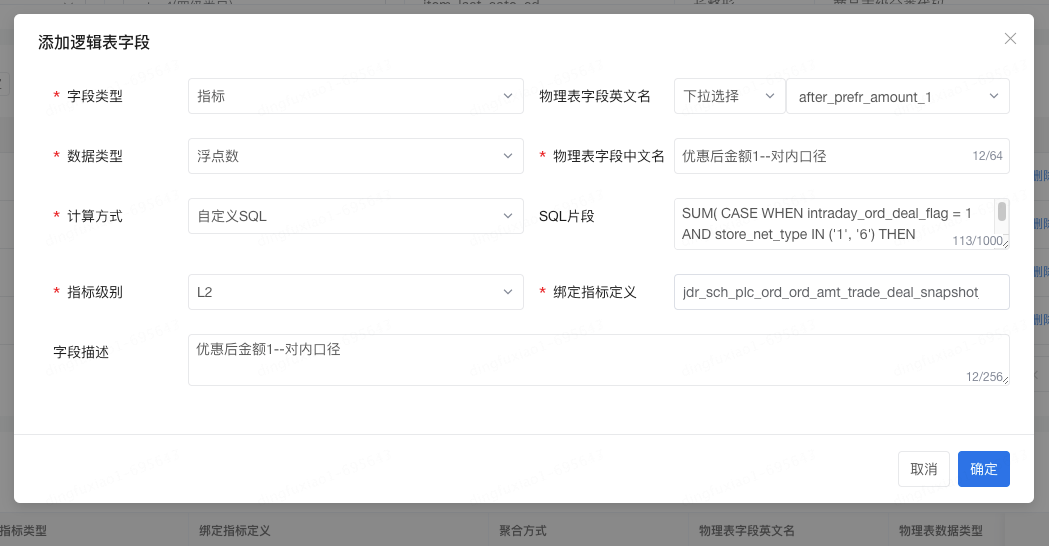 添加逻辑表字段
* 字段类型 指标 物理表字段英文名 下拉选择 after_prefr_amount_1
* 数据类型 浮点数 * 物理表字段中文名 优惠后金额1--对内口径 12/64
* 计算方式 自定义SQL SQL片段 SUM( CASE WHEN intraday_ord_deal_flag = 1
AND store_net_type IN ('1', '6') THEN
113/1000
* 指标级别 L2 * 绑定指标定义 jdr_sch_plc_ord_ord_amt_trade_deal_snapshot
字段描述 优惠后金额1--对内口径
12/256
取消 确定
指标类型 绑定指标定义 聚合方式 物理表字段英文名 物理表数据类型